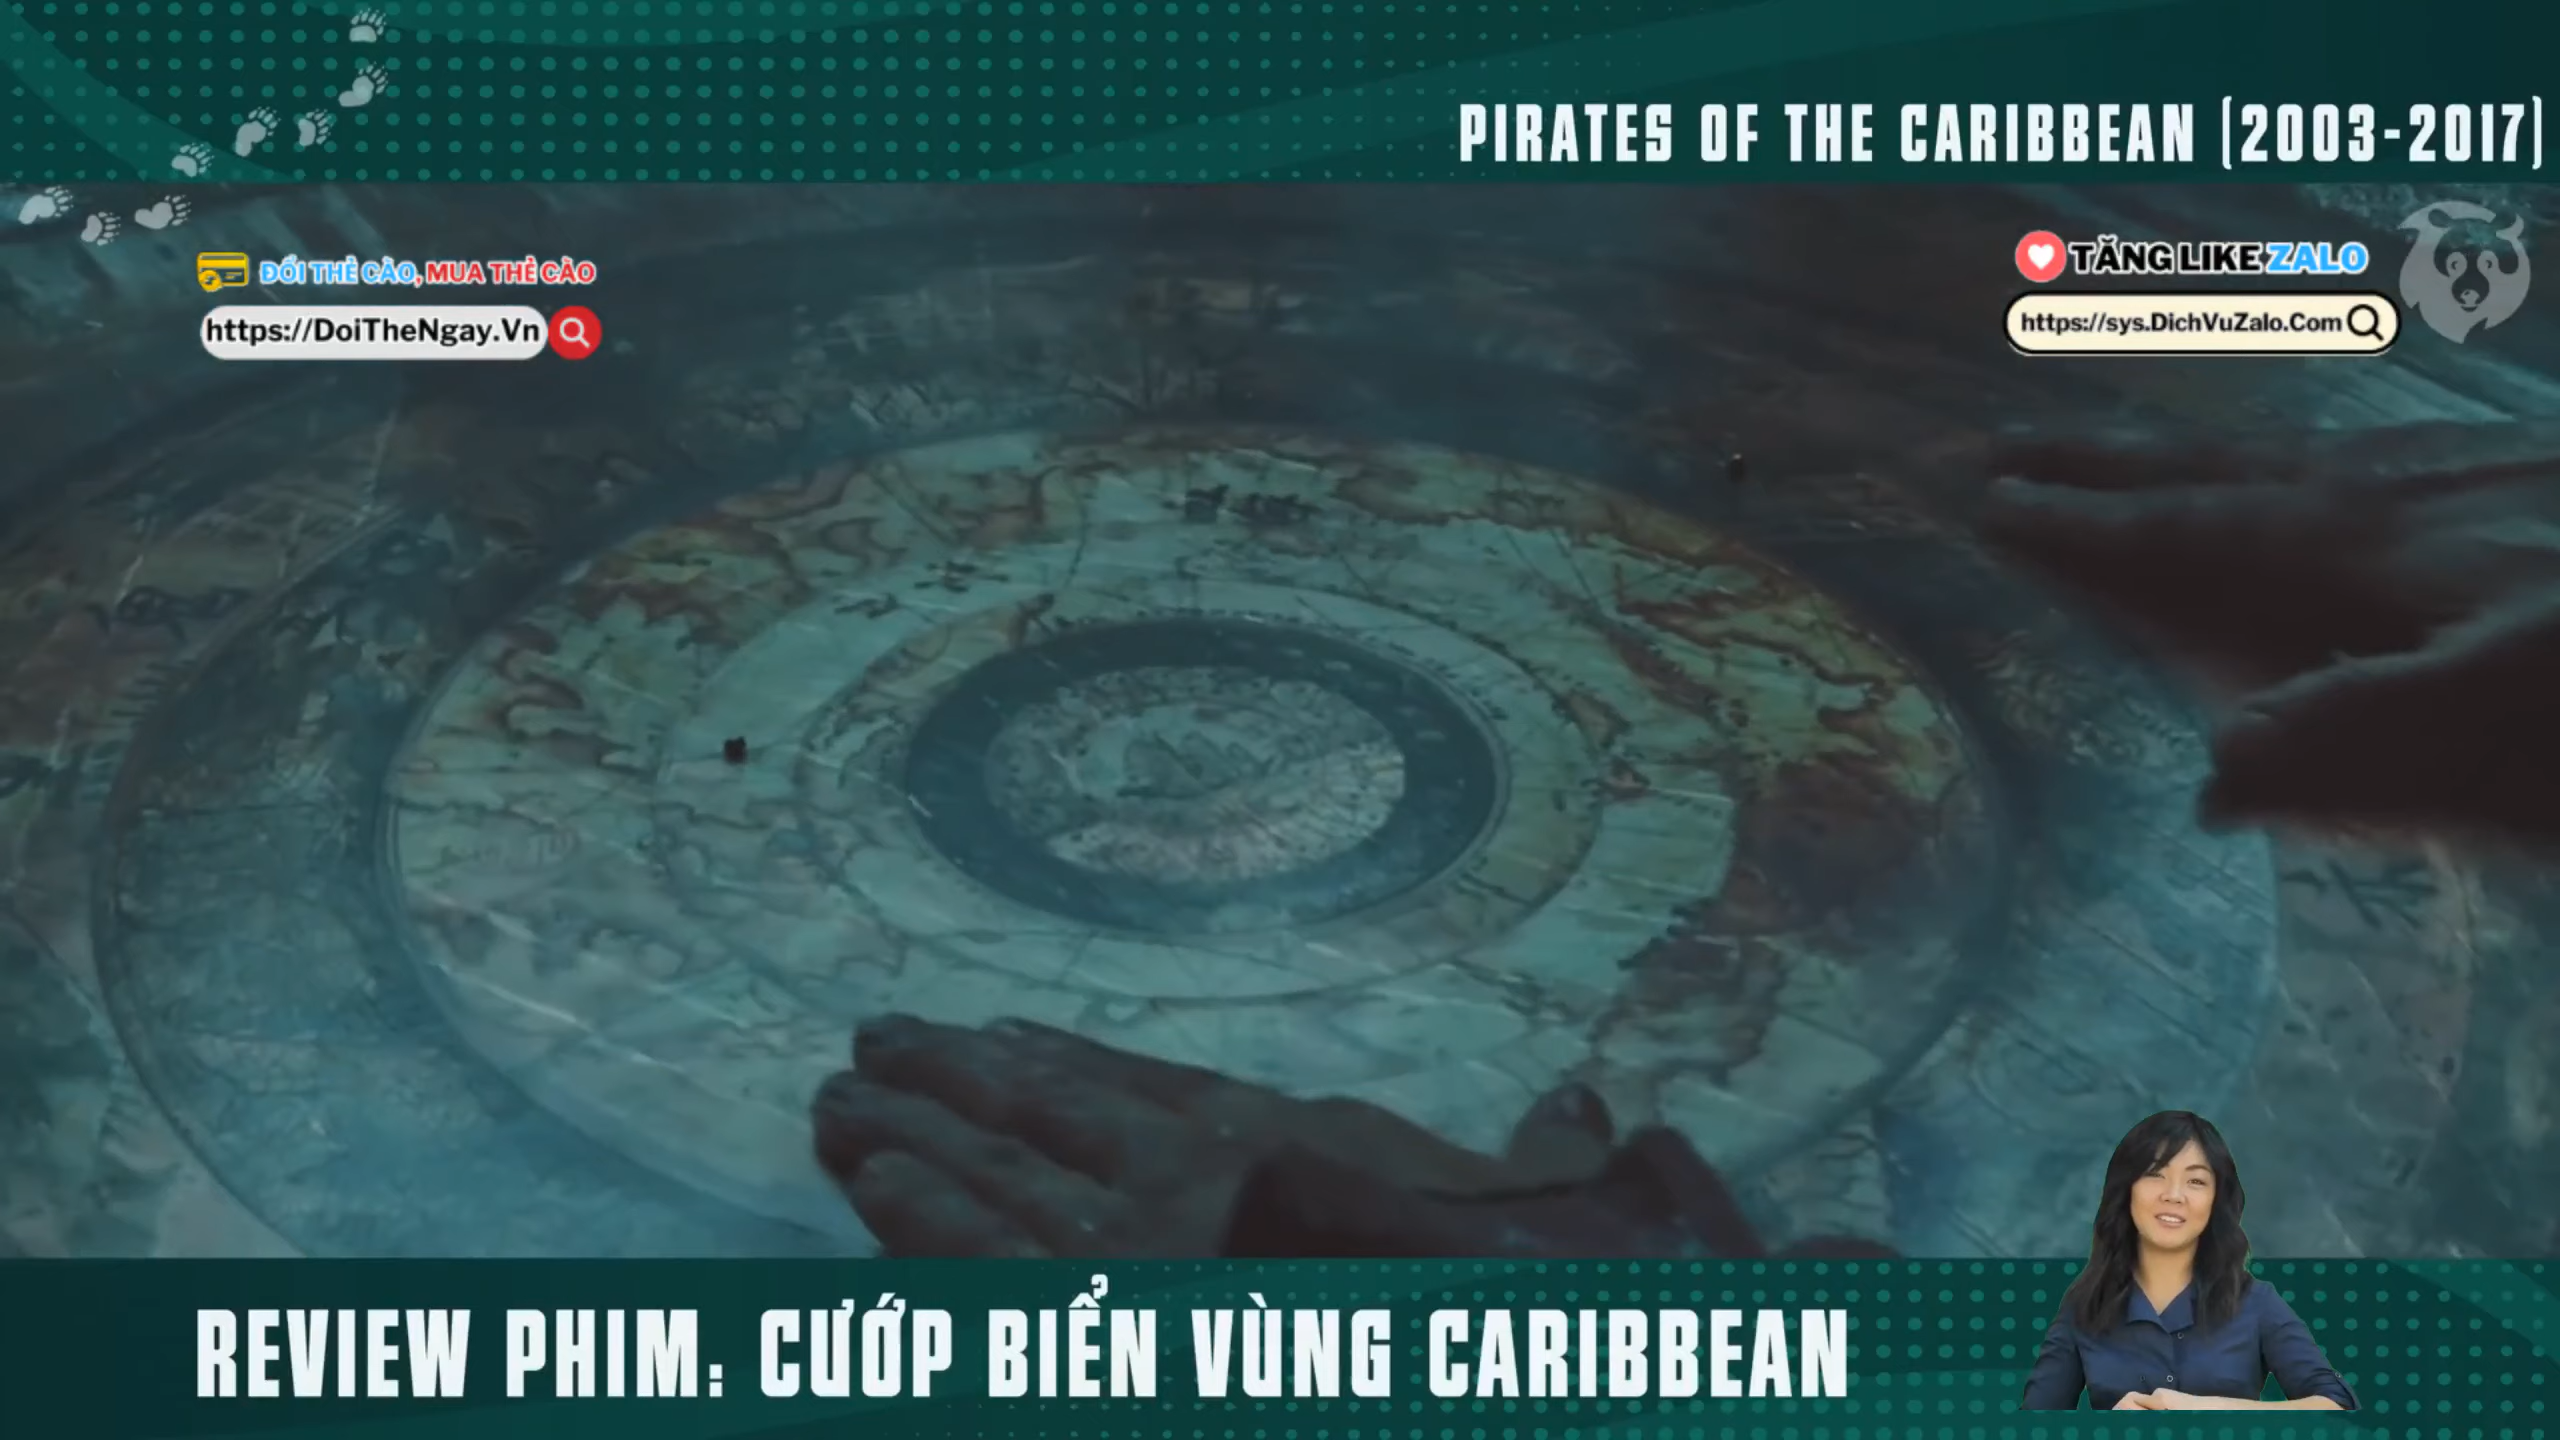 PIRATES OF THE CARIBBEAN (2003-2017)
ĐỔI THẺ CÀO, MUA THẺ CÀO
https://DoiTheNgay.Vn
TĂNG LIKE ZALO
https://sys.DichVuZalo.Com
REVIEW PHIM: CƯỚP BIỂN VÙNG CARIBBEAN